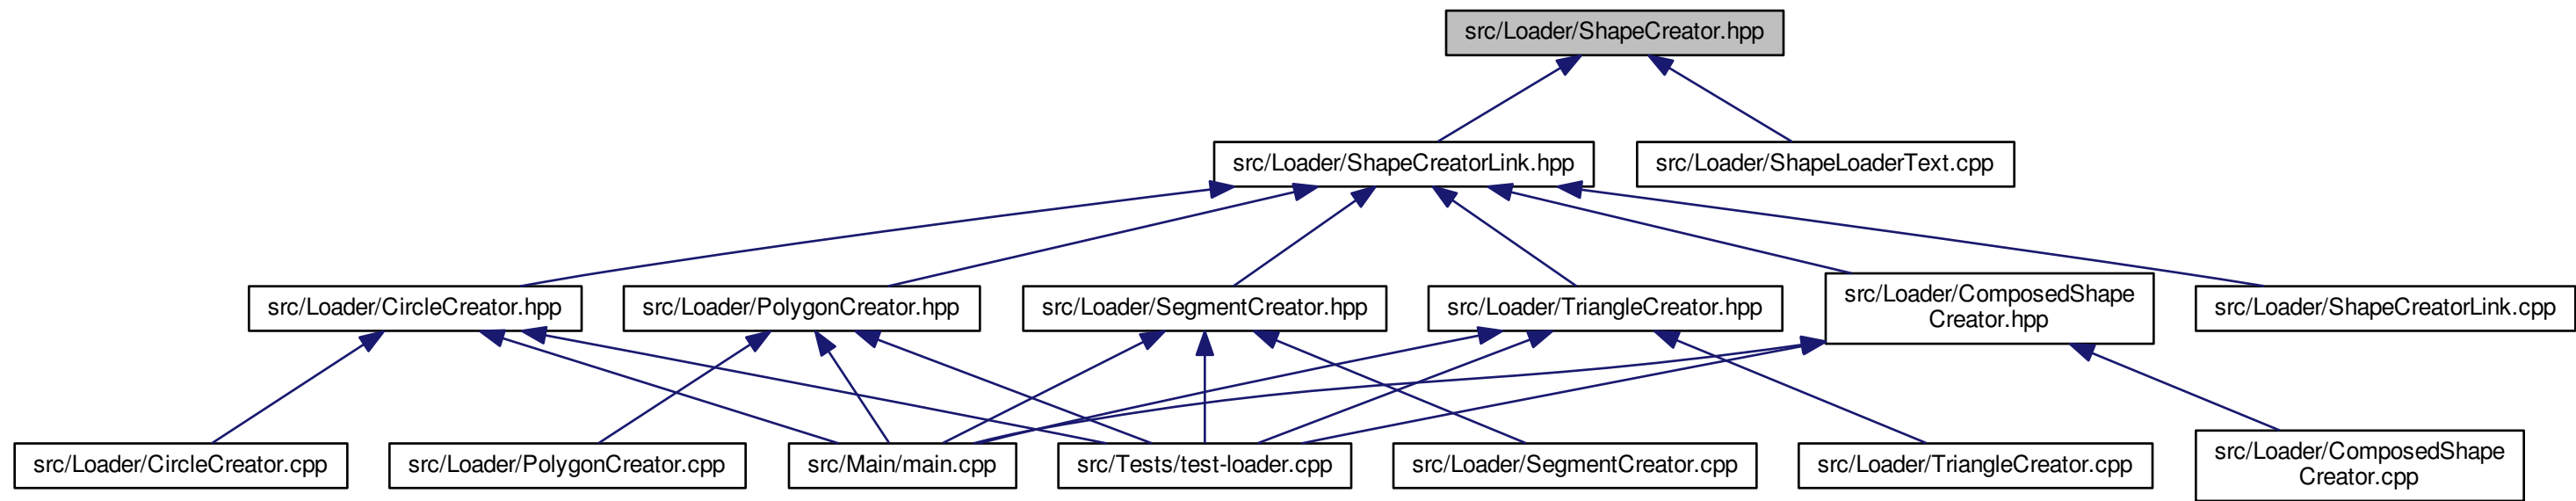 src/Loader/ShapeCreator.hpp
src/Loader/ShapeCreatorLink.hpp
src/Loader/ShapeLoaderText.cpp
src/Loader/CircleCreator.hpp
src/Loader/PolygonCreator.hpp
src/Loader/SegmentCreator.hpp
src/Loader/TriangleCreator.hpp
src/Loader/ComposedShape
Creator.hpp
src/Loader/ShapeCreatorLink.cpp
src/Loader/CircleCreator.cpp
src/Loader/PolygonCreator.cpp
src/Main/main.cpp
src/Tests/test-loader.cpp
src/Loader/SegmentCreator.cpp
src/Loader/TriangleCreator.cpp
src/Loader/ComposedShape
Creator.cpp